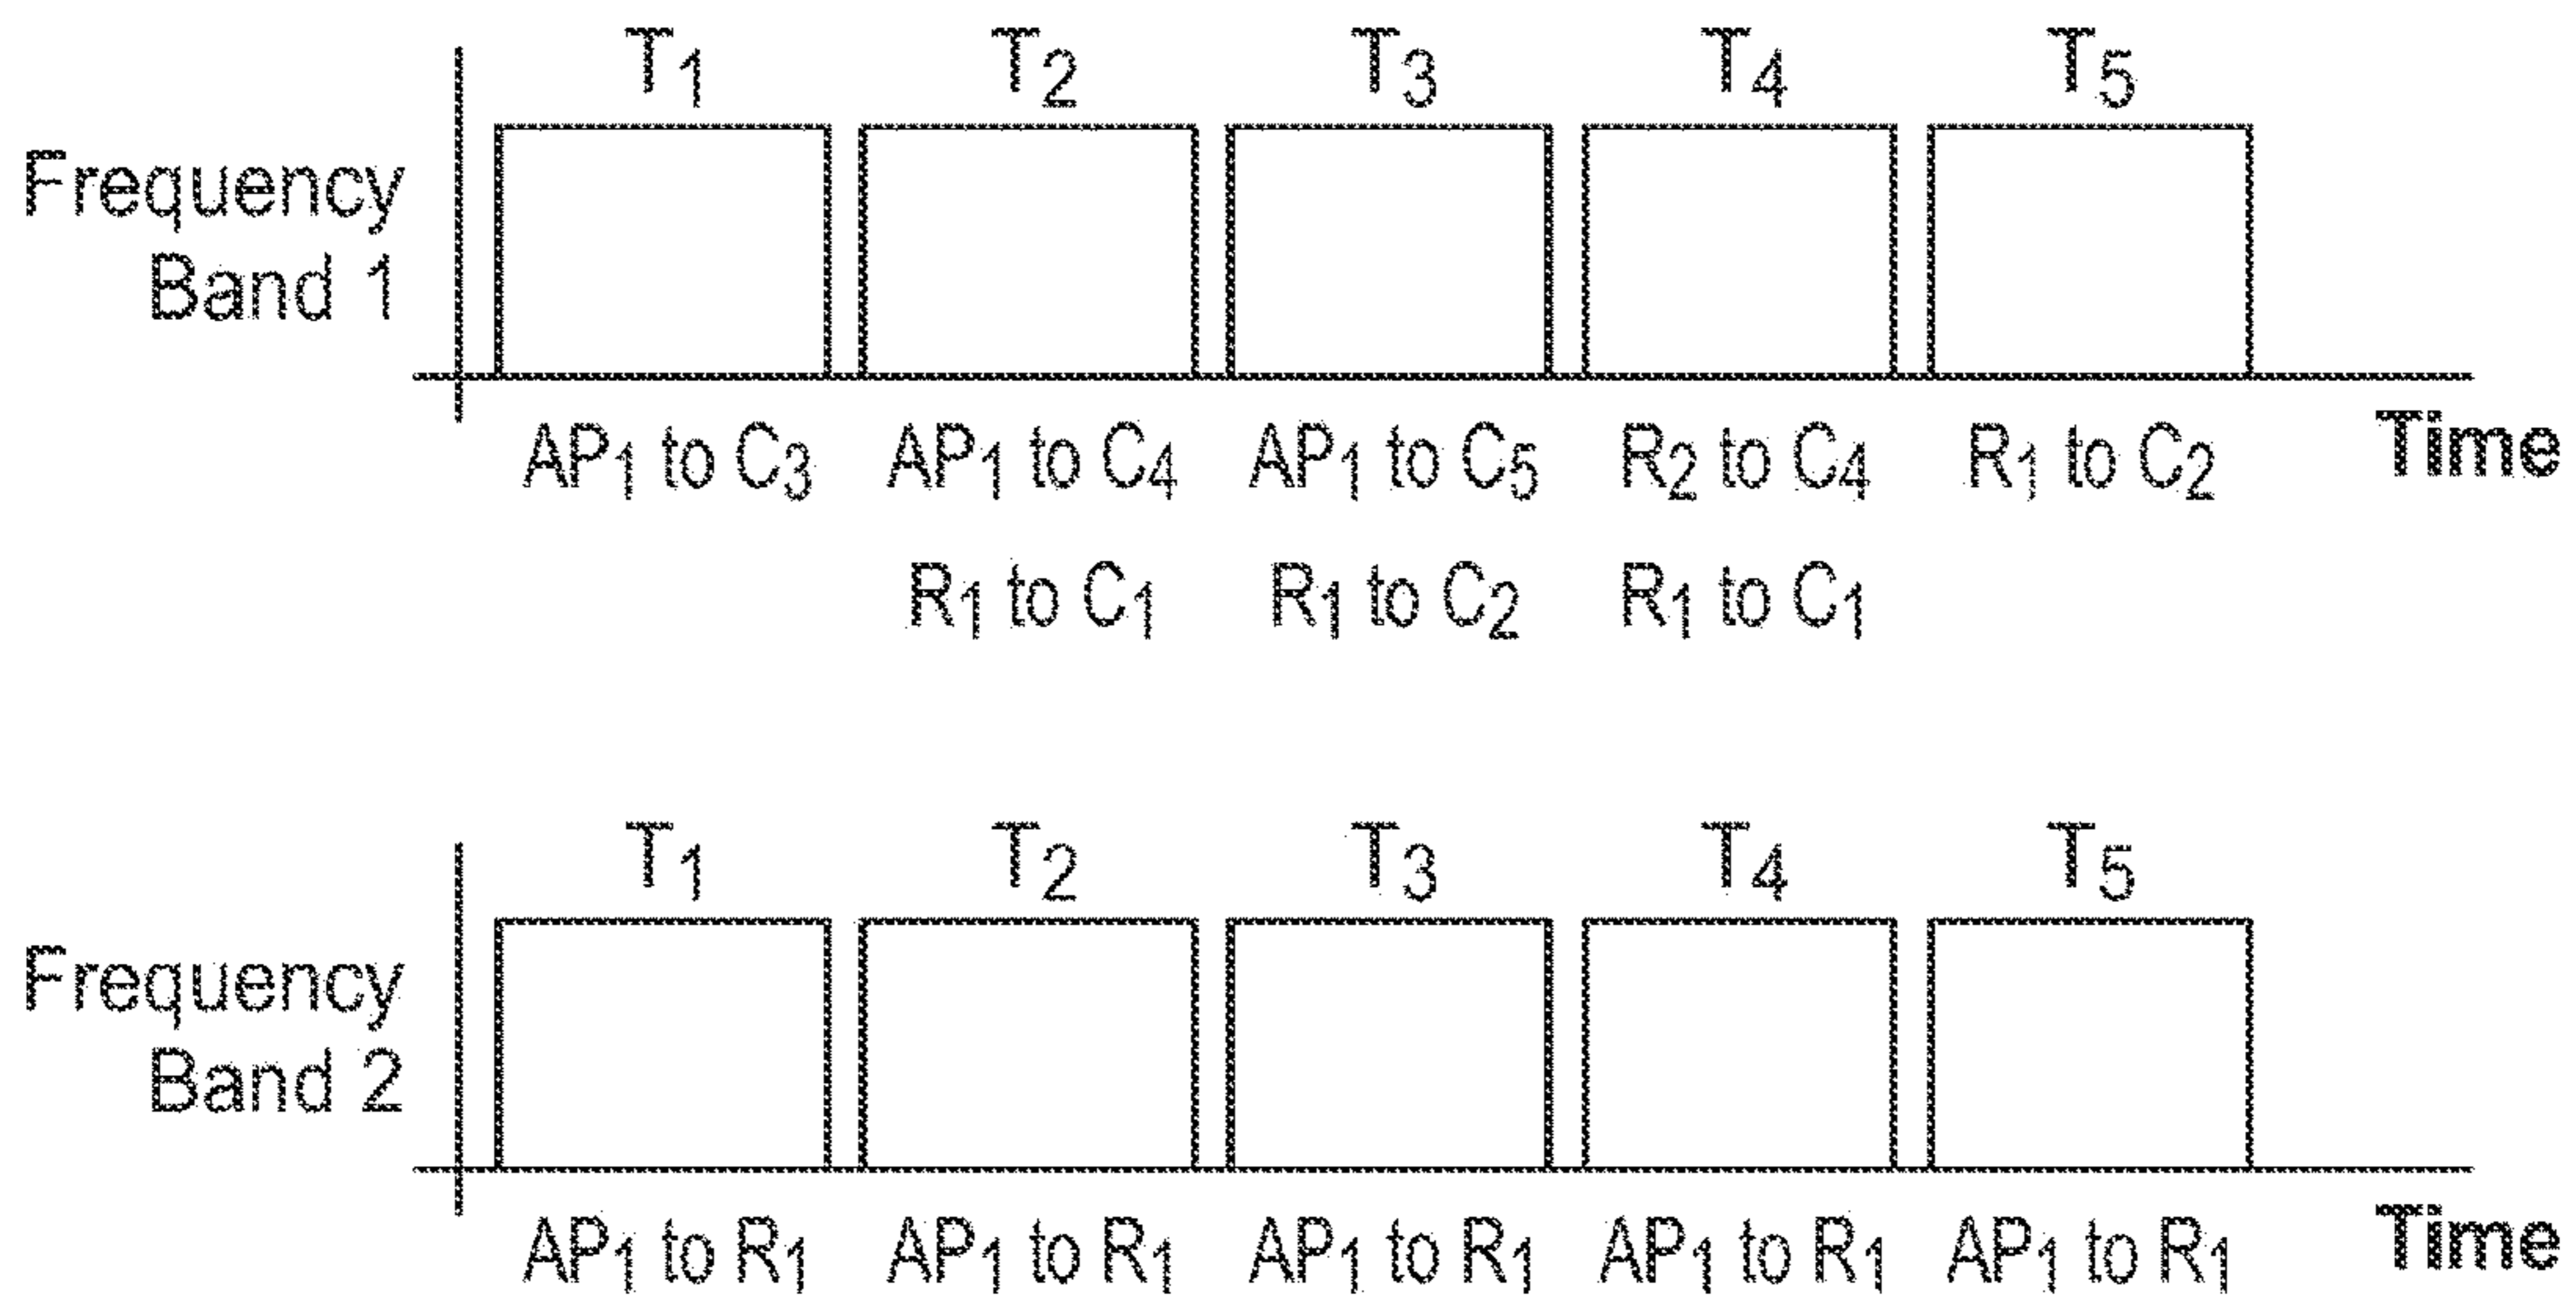 T1 T2 T3 T4 T5
Frequency
Band 1
AP1 to C3 AP1 to C4 AP1 to C5 R2 to C4 R1 to C2 Time
R1 to C1 R1 to C2 R1 to C1
T1 T2 T3 T4 T5
Frequency
Band 2
AP1 to R1 AP1 to R1 AP1 to R1 AP1 to R1 AP1 to R1 Time